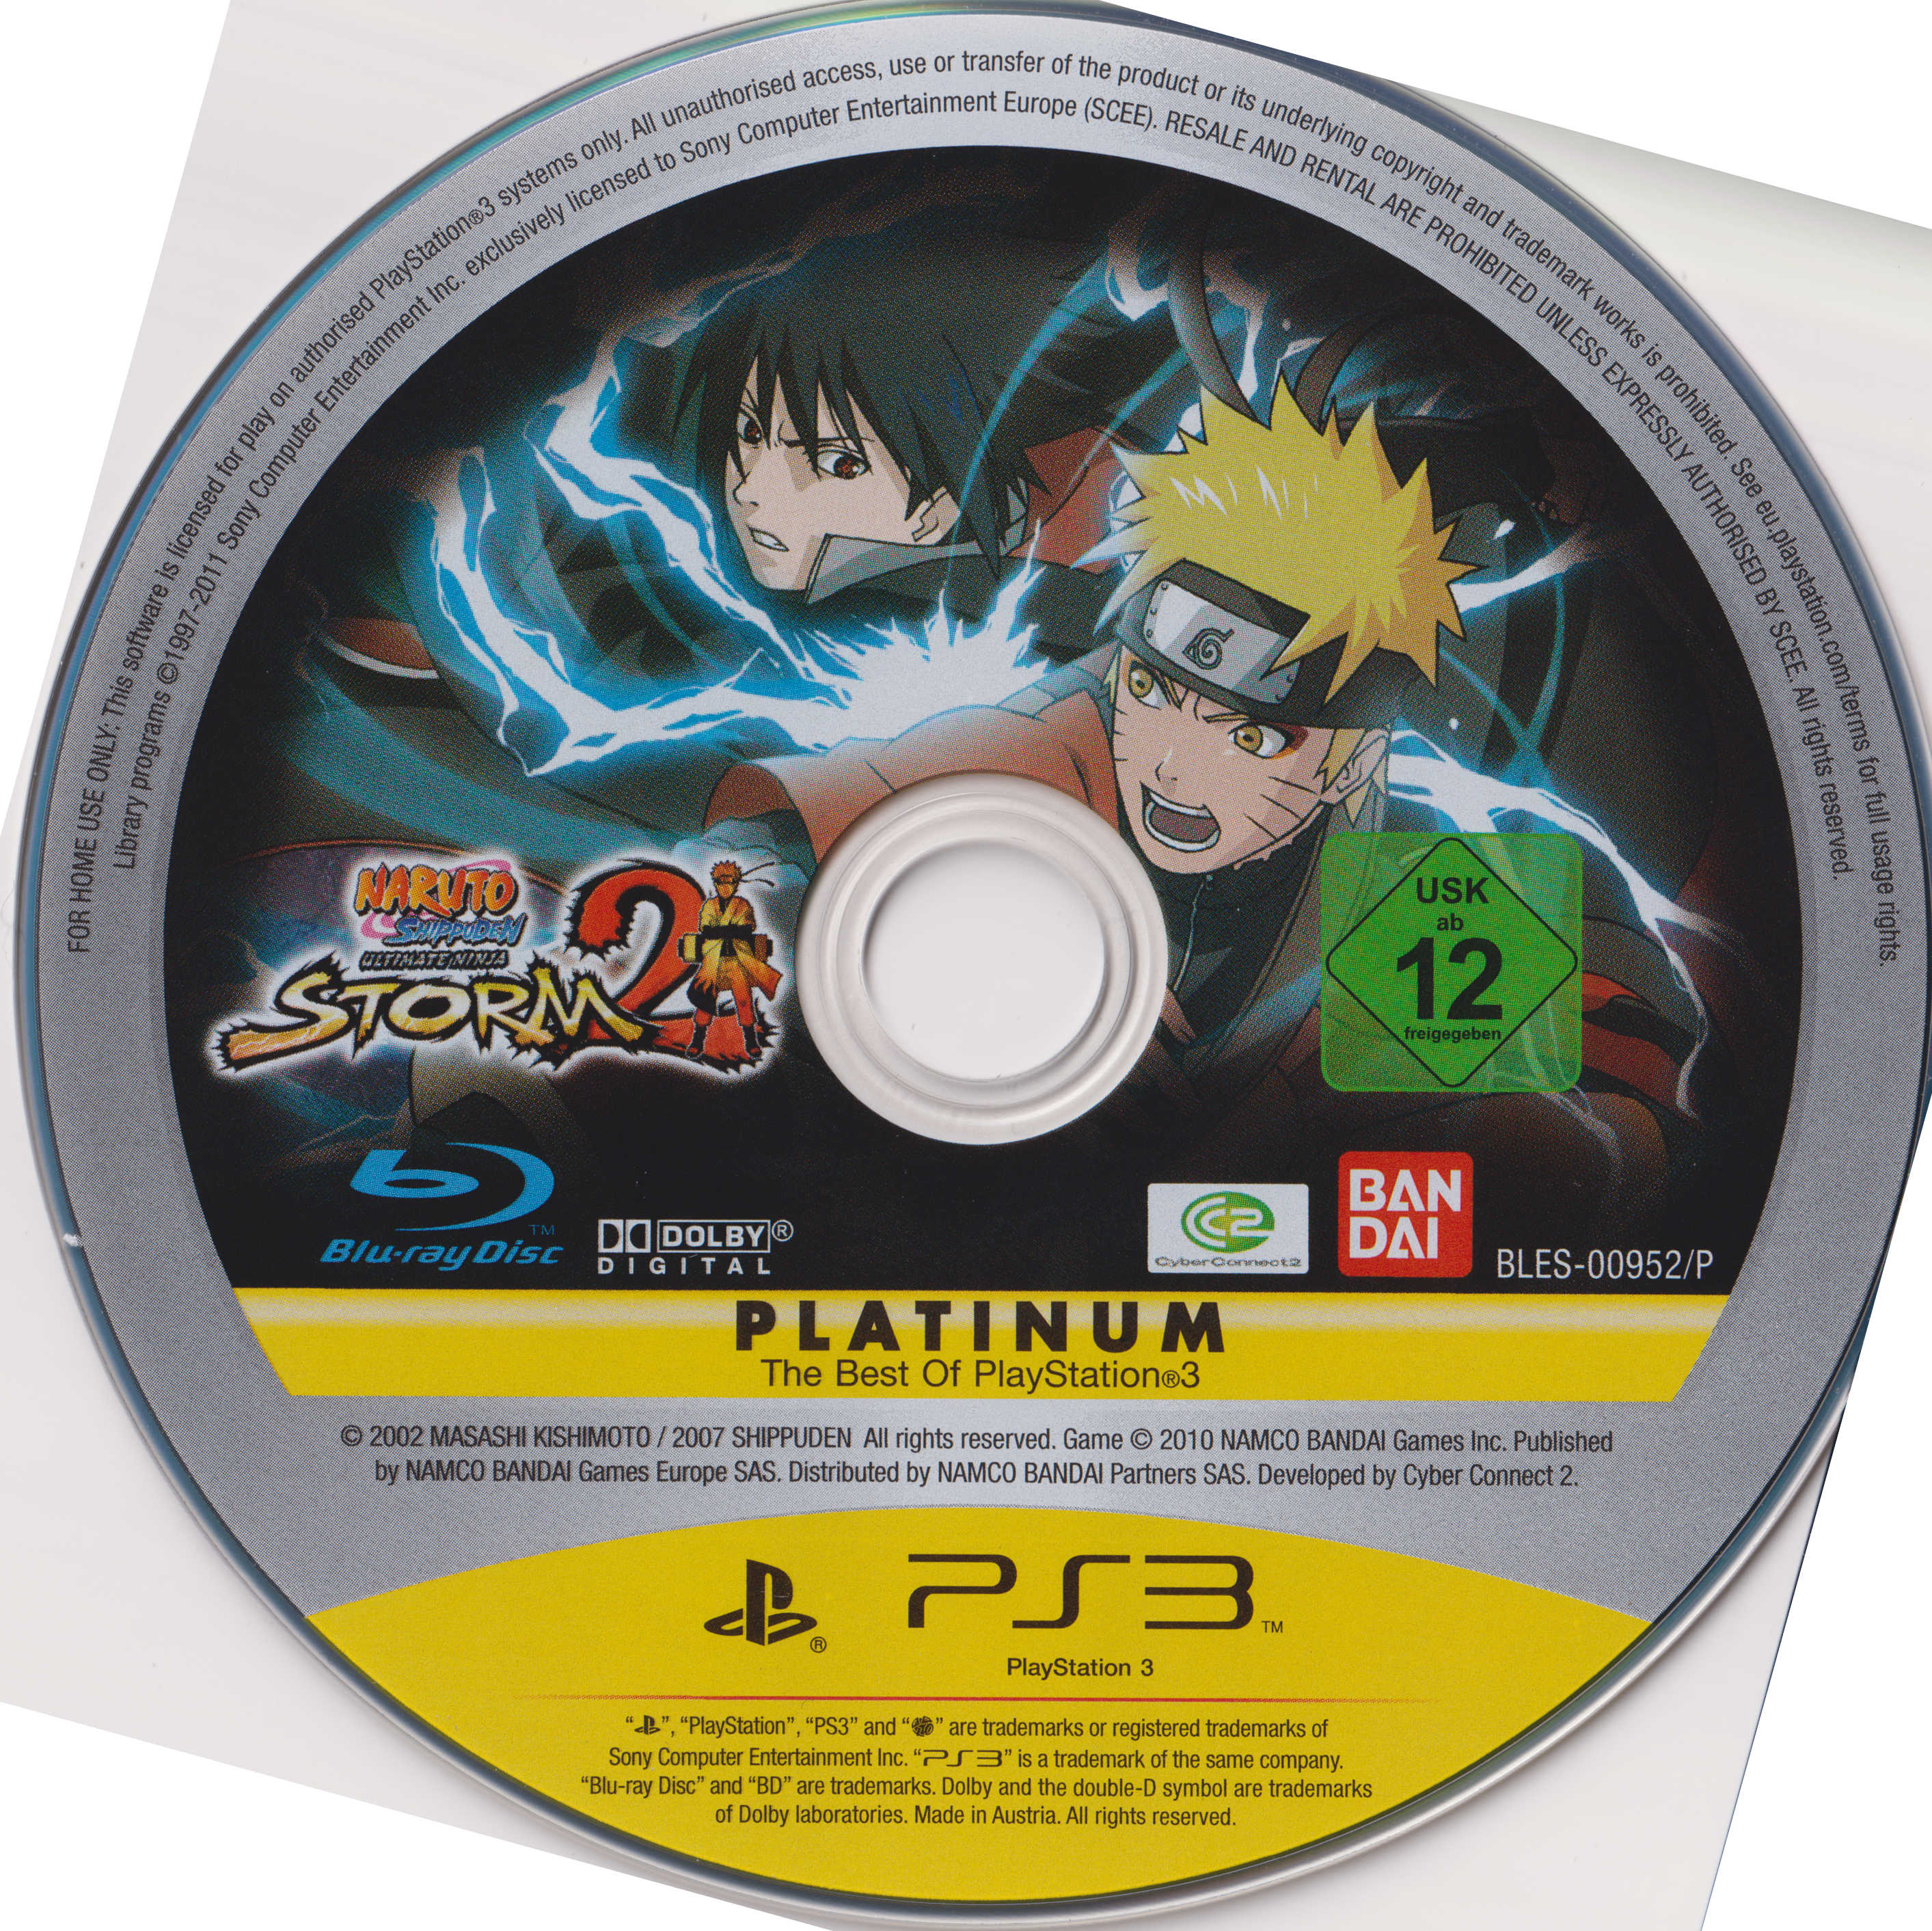 FOR HOME USE ONLY: This software is licensed for play on authorised PlayStation®3 systems only. All unauthorised access, use or transfer of the product or its underlying copyright and trademark works is prohibited. See eu.playstation.com/terms for full usage rights.
Library programs ©1997-2011 Sony Computer Entertainment Inc. exclusively licensed to Sony Computer Entertainment Europe (SCEE). RESALE AND RENTAL ARE PROHIBITED UNLESS EXPRESSLY AUTHORISED BY SCEE. All rights reserved.
NARUTO
SHIPPUDEN
ULTIMATE NINJA
STORM 2
USK
ab
12
freigegeben
Blu-ray Disc™
DOLBY®
DIGITAL
CyberConnect2
BAN
DAI
BLES-00952/P
PLATINUM
The Best Of PlayStation®3
© 2002 MASASHI KISHIMOTO / 2007 SHIPPUDEN All rights reserved. Game © 2010 NAMCO BANDAI Games Inc. Published
by NAMCO BANDAI Games Europe SAS. Distributed by NAMCO BANDAI Partners SAS. Developed by Cyber Connect 2.
® PS3™
PlayStation 3
“ ”, “PlayStation”, “PS3” and “ ” are trademarks or registered trademarks of
Sony Computer Entertainment Inc. “PS3” is a trademark of the same company.
“Blu-ray Disc” and “BD” are trademarks. Dolby and the double-D symbol are trademarks
of Dolby laboratories. Made in Austria. All rights reserved.